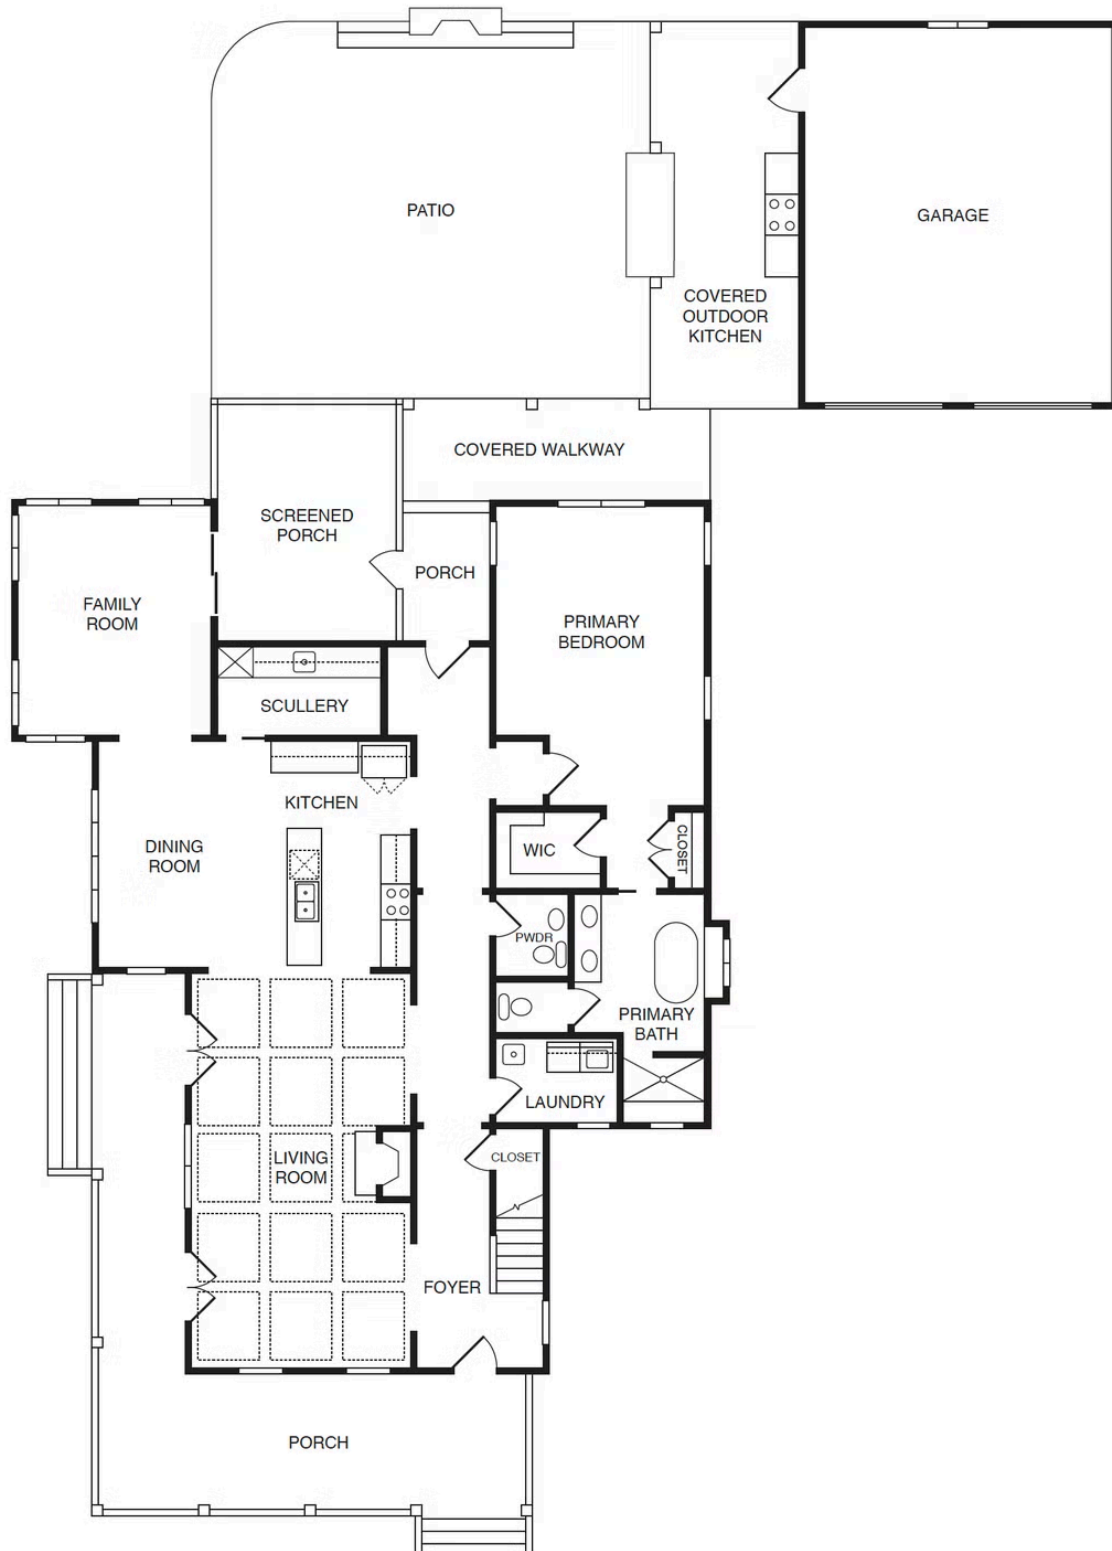 PATIO
GARAGE
COVERED
OUTDOOR
KITCHEN
COVERED WALKWAY
SCREENED
PORCH
PORCH
FAMILY
ROOM
PRIMARY
BEDROOM
SCULLERY
KITCHEN
DINING
ROOM
WIC
CLOSET
PWDR
PRIMARY
BATH
LAUNDRY
LIVING
ROOM
CLOSET
FOYER
PORCH